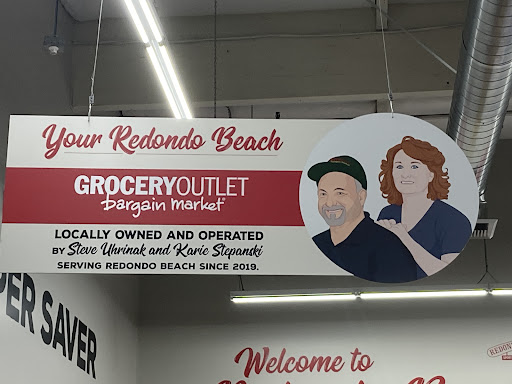 Your Redondo Beach
GROCERY OUTLET
bargain market
LOCALLY OWNED AND OPERATED
BY Steve Uhrinak and Karie Stepanski
SERVING REDONDO BEACH SINCE 2019.
PER SAVER
Welcome to
REDON